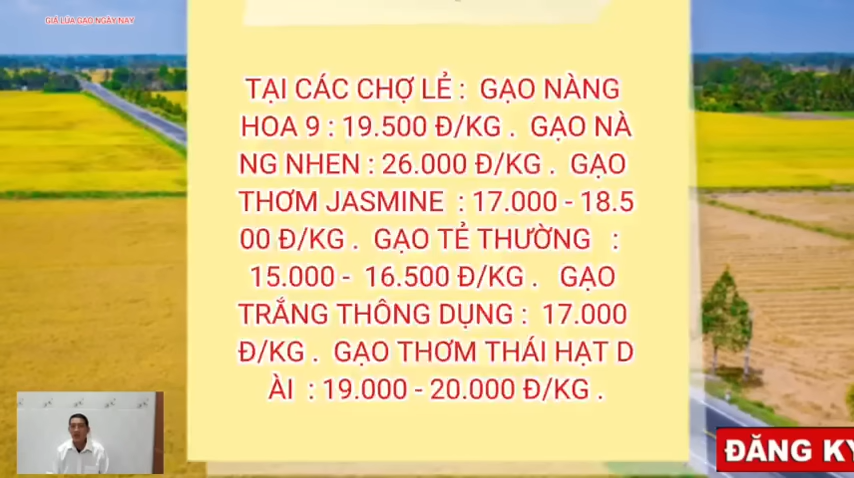 GIÁ LÚA GẠO NGÀY NAY
TẠI CÁC CHỢ LẺ : GẠO NÀNG
HOA 9 : 19.500 Đ/KG . GẠO NÀ
NG NHEN : 26.000 Đ/KG . GẠO
THƠM JASMINE : 17.000 - 18.5
00 Đ/KG . GẠO TẺ THƯỜNG :
15.000 - 16.500 Đ/KG . GẠO
TRẮNG THÔNG DỤNG : 17.000
Đ/KG . GẠO THƠM THÁI HẠT D
ÀI : 19.000 - 20.000 Đ/KG .
ĐĂNG KÝ